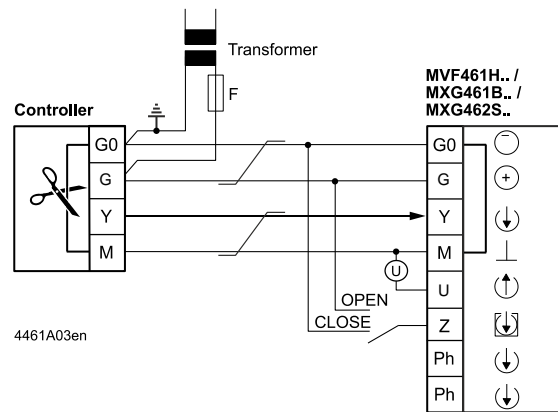 Transformer
F
MVF461H.. /
MXG461B.. /
MXG462S..
Controller
G0
G
Y
M
G0
G
Y
M
U
Z
Ph
Ph
U
OPEN
CLOSE
4461A03en